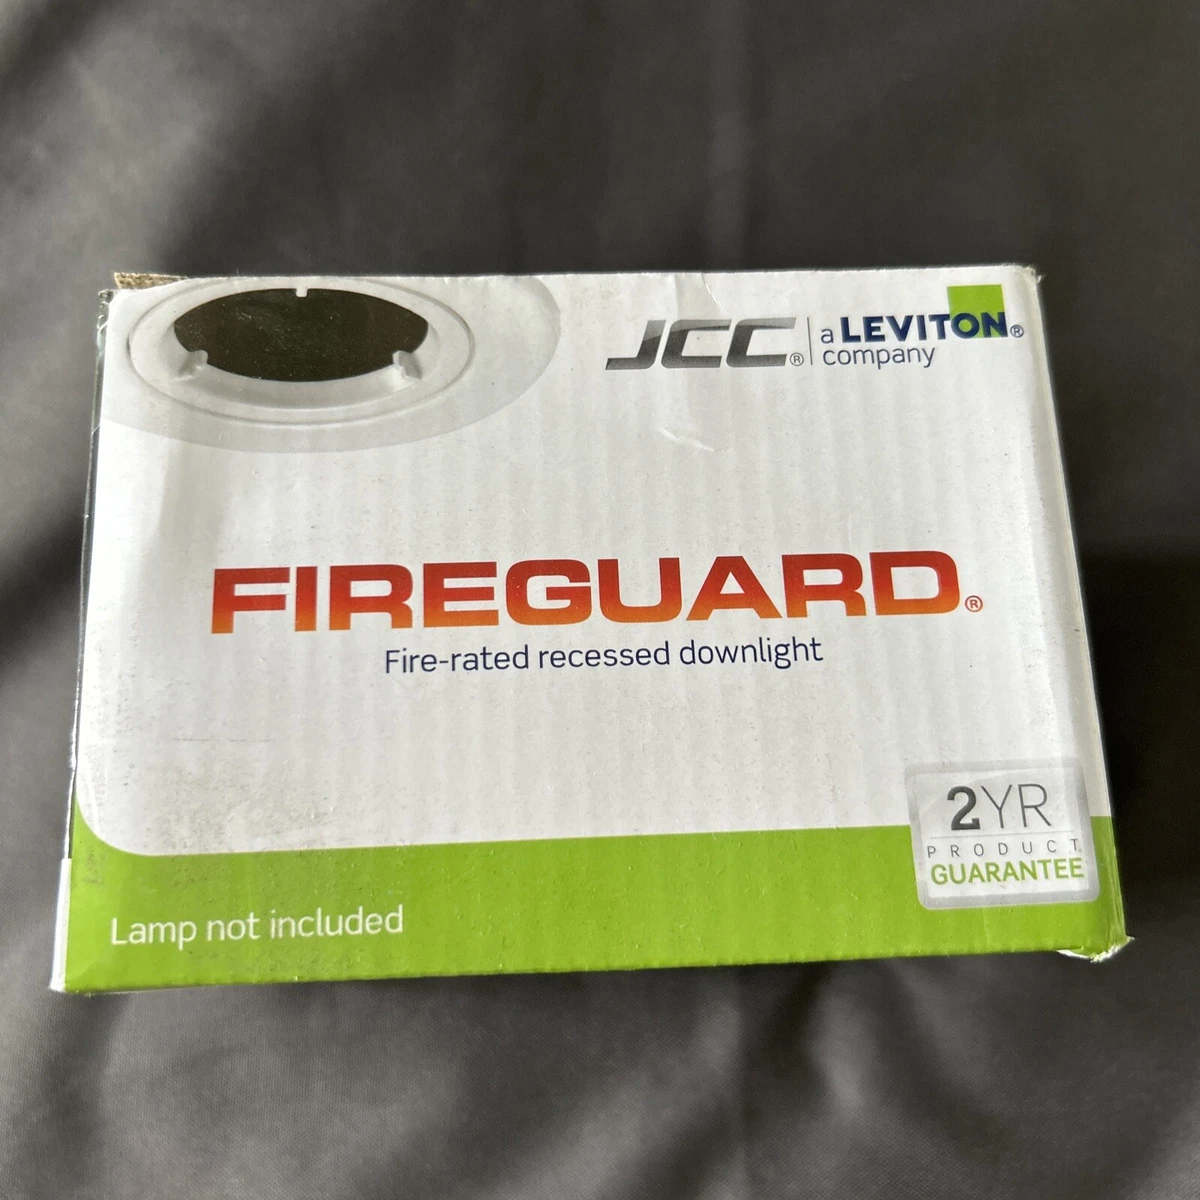 JCC® a LEVITON®
company
FIREGUARD®
Fire-rated recessed downlight
2YR
PRODUCT
GUARANTEE
Lamp not included